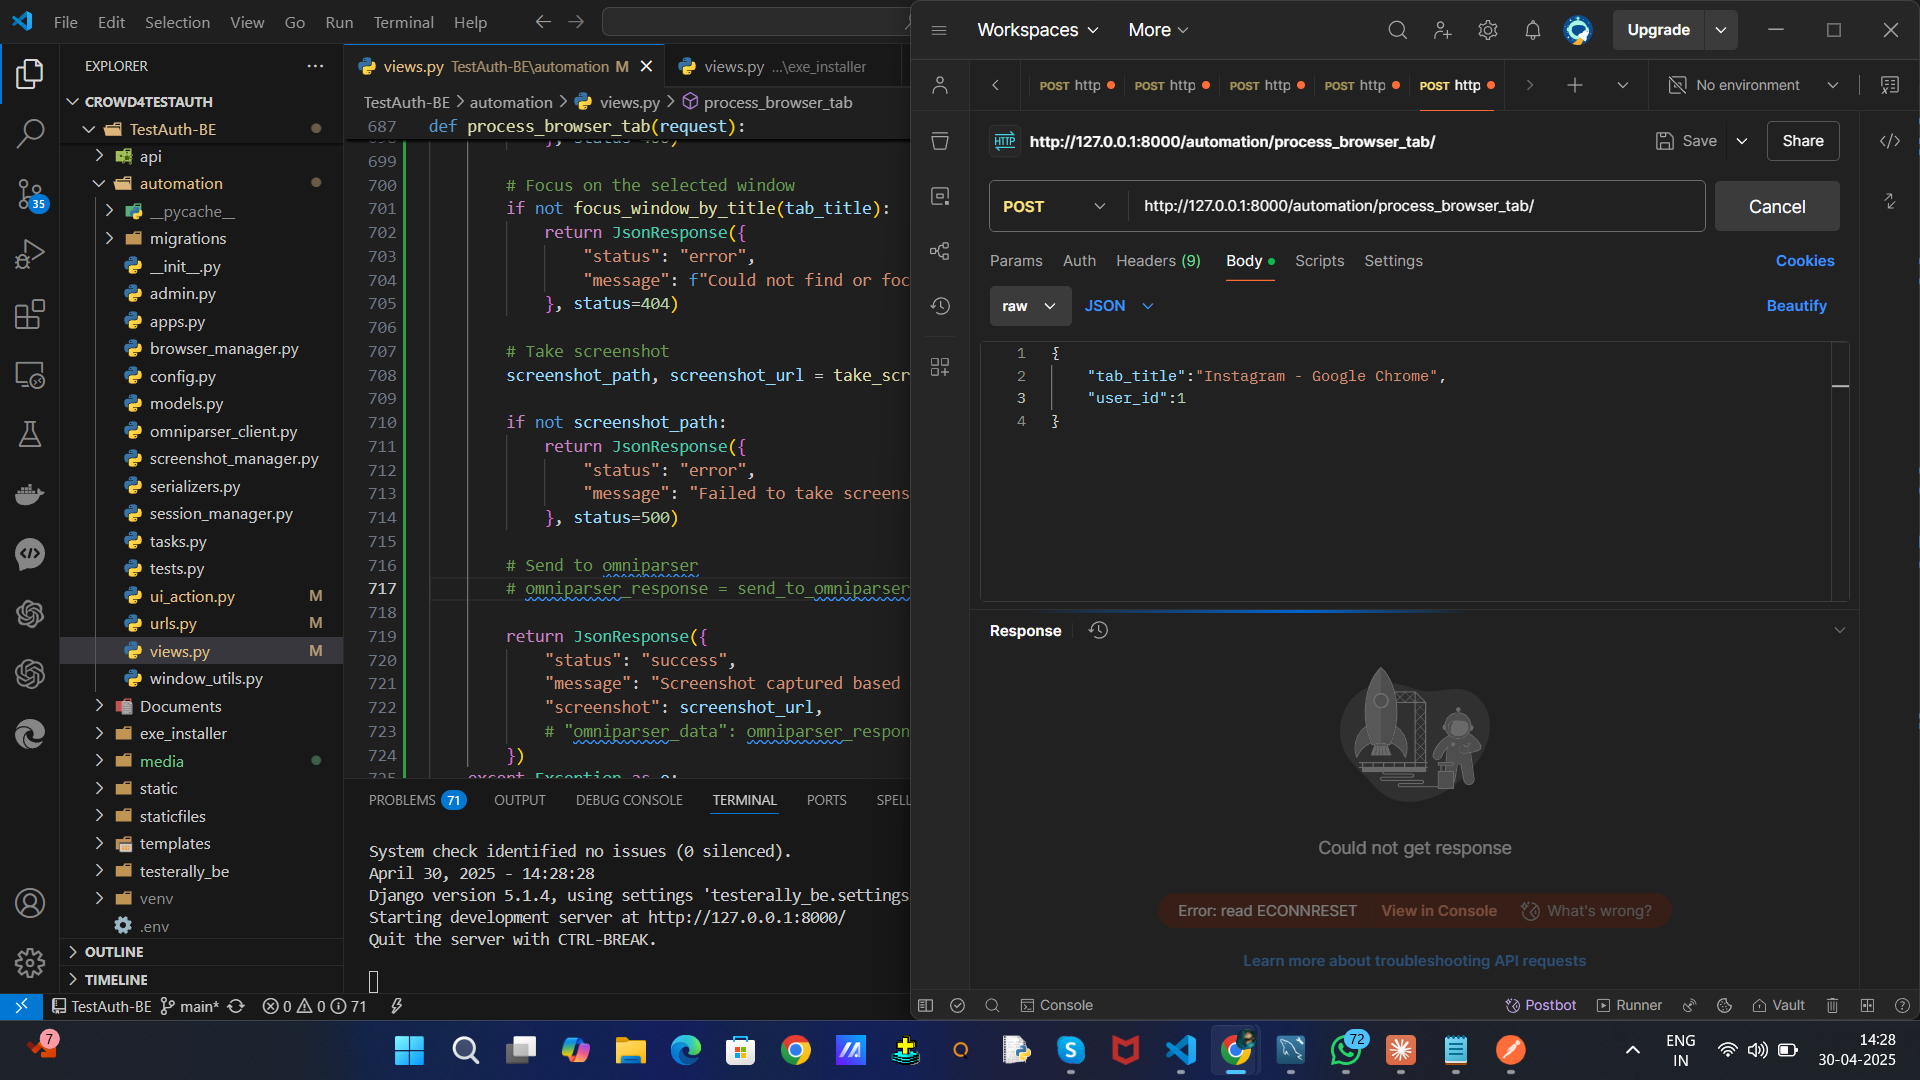 File Edit Selection View Go Run Terminal Help
EXPLORER
CROWD4TESTAUTH
TestAuth-BE
api
automation
__pycache__
migrations
__init__.py
admin.py
apps.py
browser_manager.py
config.py
models.py
omniparser_client.py
screenshot_manager.py
serializers.py
session_manager.py
tasks.py
tests.py
ui_action.py M
urls.py M
views.py M
window_utils.py
Documents
exe_installer
media
static
staticfiles
templates
testerally_be
venv
.env
OUTLINE
TIMELINE
35
views.py TestAuth-BE\automation M
views.py ...\exe_installer
TestAuth-BE > automation > views.py > process_browser_tab
687 def process_browser_tab(request):
699
700 # Focus on the selected window
701 if not focus_window_by_title(tab_title):
702 return JsonResponse({
703 "status": "error",
704 "message": f"Could not find or foc
705 }, status=404)
706
707 # Take screenshot
708 screenshot_path, screenshot_url = take_scr
709
710 if not screenshot_path:
711 return JsonResponse({
712 "status": "error",
713 "message": "Failed to take screens
714 }, status=500)
715
716 # Send to omniparser
717 # omniparser_response = send_to_omniparser
718
719 return JsonResponse({
720 "status": "success",
721 "message": "Screenshot captured based
722 "screenshot": screenshot_url,
723 # "omniparser_data": omniparser_respon
724 })
725 except Exception as e:
PROBLEMS 71 OUTPUT DEBUG CONSOLE TERMINAL PORTS SPELL
System check identified no issues (0 silenced).
April 30, 2025 - 14:28:28
Django version 5.1.4, using settings 'testerally_be.settings
Starting development server at http://127.0.0.1:8000/
Quit the server with CTRL-BREAK.
TestAuth-BE main* 0 0 71
Workspaces More Upgrade
POST http POST http POST http POST http POST http No environment
HTTP http://127.0.0.1:8000/automation/process_browser_tab/ Save Share
POST http://127.0.0.1:8000/automation/process_browser_tab/ Cancel
Params Auth Headers (9) Body Scripts Settings Cookies
raw JSON Beautify
1 {
2 "tab_title":"Instagram - Google Chrome",
3 "user_id":1
4 }
Response
Could not get response
Error: read ECONNRESET View in Console What's wrong?
Learn more about troubleshooting API requests
Console Postbot Runner Vault
7
72
ENG
IN
14:28
30-04-2025